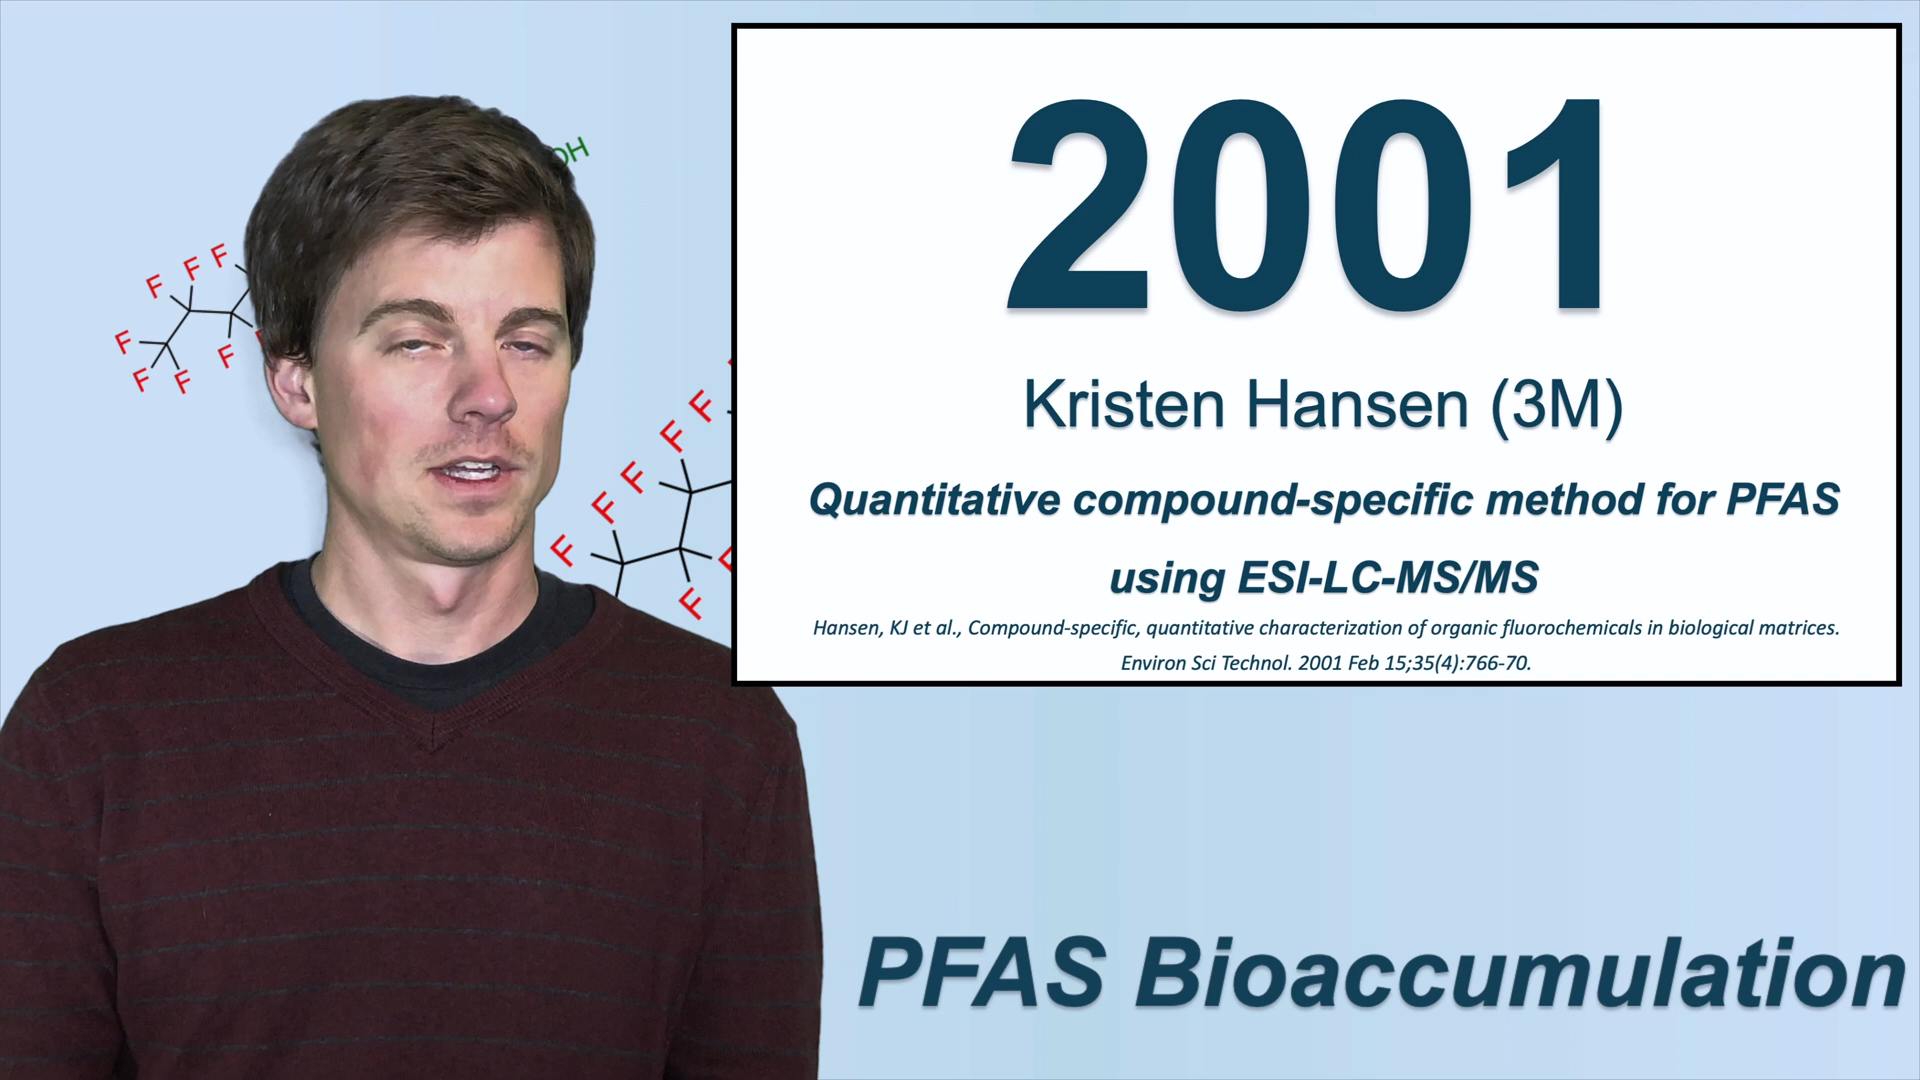 2001
Kristen Hansen (3M)
Quantitative compound-specific method for PFAS
using ESI-LC-MS/MS
Hansen, KJ et al., Compound-specific, quantitative characterization of organic fluorochemicals in biological matrices.
Environ Sci Technol. 2001 Feb 15;35(4):766-70.
OH
F F F
F
F F F
F
F
F
F
F
F
F
PFAS Bioaccumulation